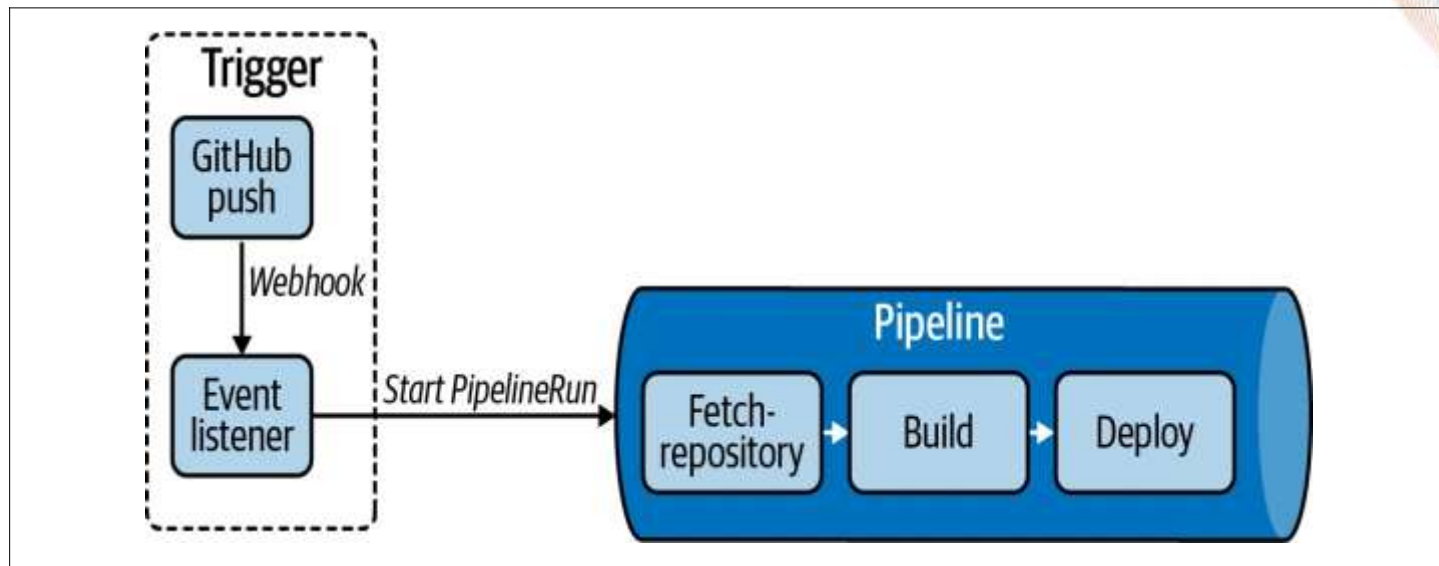 Trigger
GitHub
push
Webhook
Event
listener
Start PipelineRun
Pipeline
Fetch-
repository
Build
Deploy